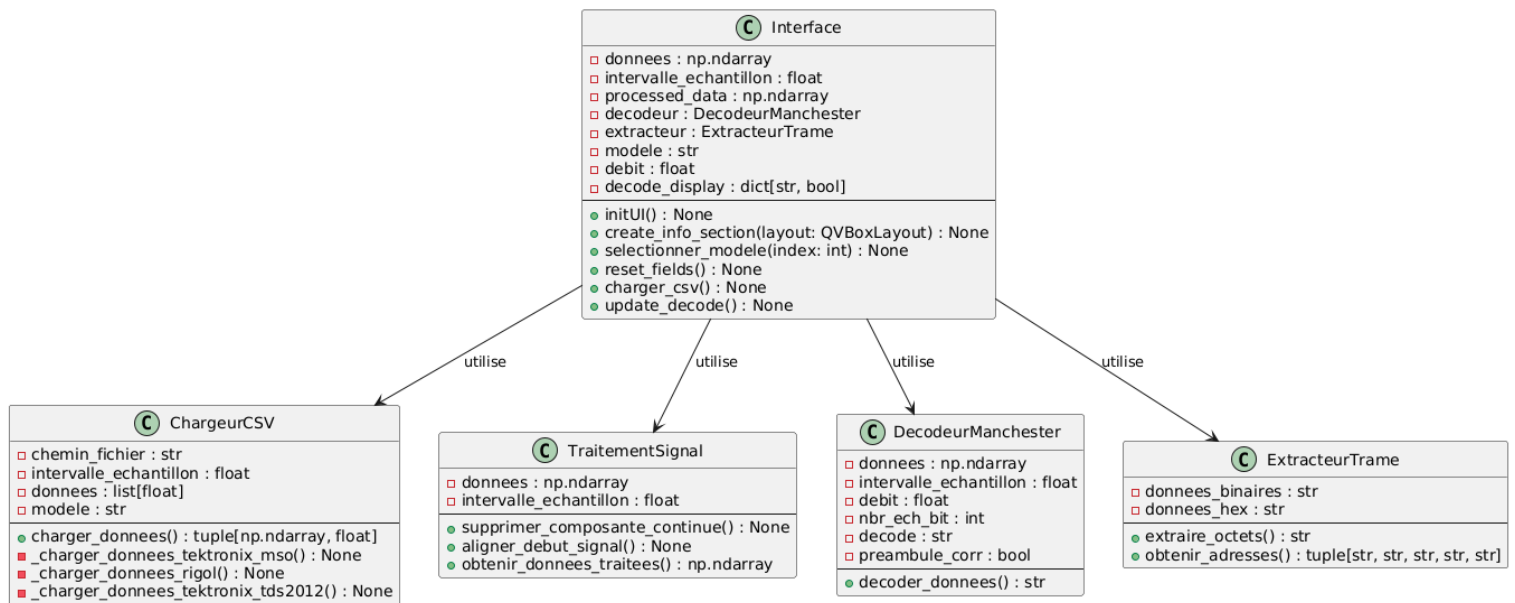 C Interface
donnees : np.ndarray
intervalle_echantillon : float
processed_data : np.ndarray
decodeur : DecodeurManchester
extracteur : ExtracteurTrame
modele : str
debit : float
decode_display : dict[str, bool]
initUI() : None
create_info_section(layout: QVBoxLayout) : None
selectionner_modele(index: int) : None
reset_fields() : None
charger_csv() : None
update_decode() : None
utilise
utilise
utilise
utilise
C ChargeurCSV
chemin_fichier : str
intervalle_echantillon : float
donnees : list[float]
modele : str
charger_donnees() : tuple[np.ndarray, float]
_charger_donnees_tektronix_mso() : None
_charger_donnees_rigol() : None
_charger_donnees_tektronix_tds2012() : None
C TraitementSignal
donnees : np.ndarray
intervalle_echantillon : float
supprimer_composante_continue() : None
aligner_debut_signal() : None
obtenir_donnees_traitees() : np.ndarray
C DecodeurManchester
donnees : np.ndarray
intervalle_echantillon : float
debit : float
nbr_ech_bit : int
decode : str
preambule_corr : bool
decoder_donnees() : str
C ExtracteurTrame
donnees_binaires : str
donnees_hex : str
extraire_octets() : str
obtenir_adresses() : tuple[str, str, str, str, str]